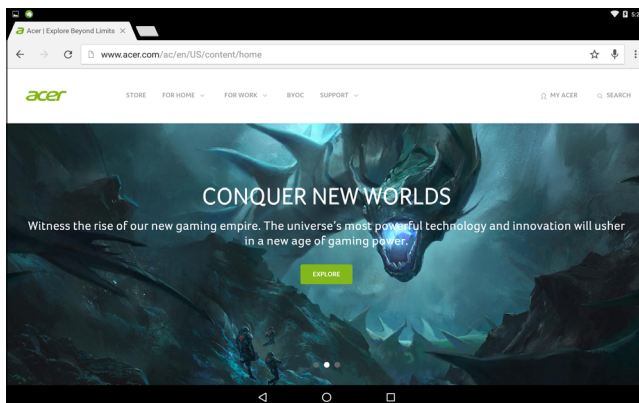 5:2
Acer | Explore Beyond Limits
www.acer.com/ac/en/US/content/home
acer
STORE
FOR HOME
FOR WORK
BYOC
SUPPORT
MY ACER
SEARCH
CONQUER NEW WORLDS
Witness the rise of our new gaming empire. The universe's most powerful technology and innovation will usher
in a new age of gaming power.
EXPLORE